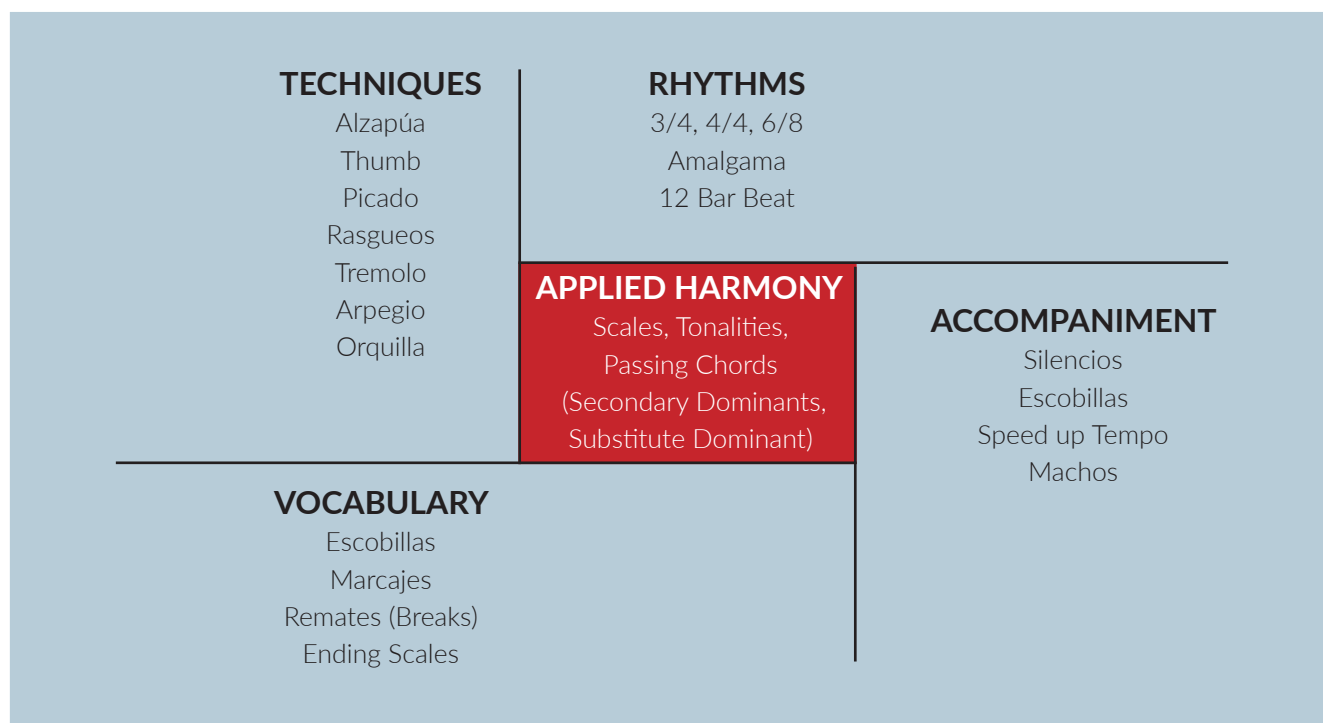 TECHNIQUES
Alzapúa
Thumb
Picado
Rasgueos
Tremolo
Arpegio
Orquilla
RHYTHMS
3/4, 4/4, 6/8
Amalgama
12 Bar Beat
APPLIED HARMONY
Scales, Tonalities,
Passing Chords
(Secondary Dominants,
Substitute Dominant)
ACCOMPANIMENT
Silencios
Escobillas
Speed up Tempo
Machos
VOCABULARY
Escobillas
Marcajes
Remates (Breaks)
Ending Scales